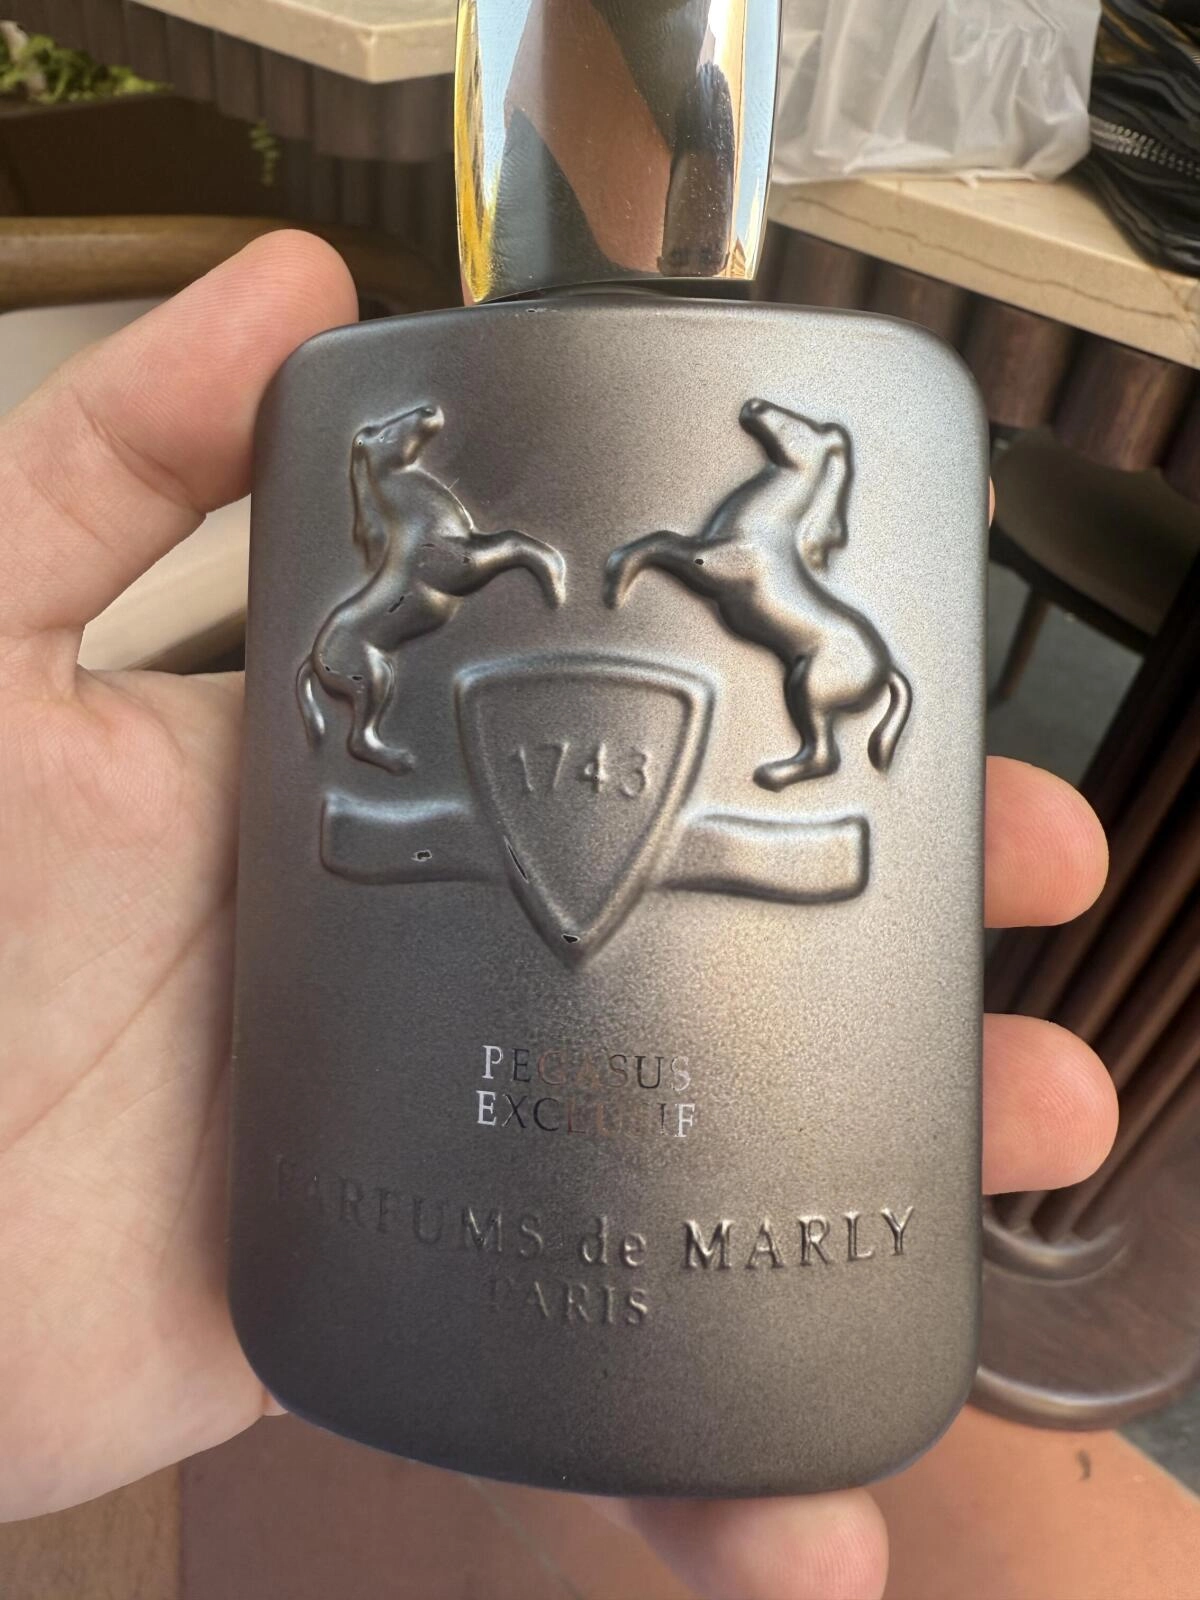 1743
PEGASUS
EXCLUSIF
PARFUMS de MARLY
PARIS